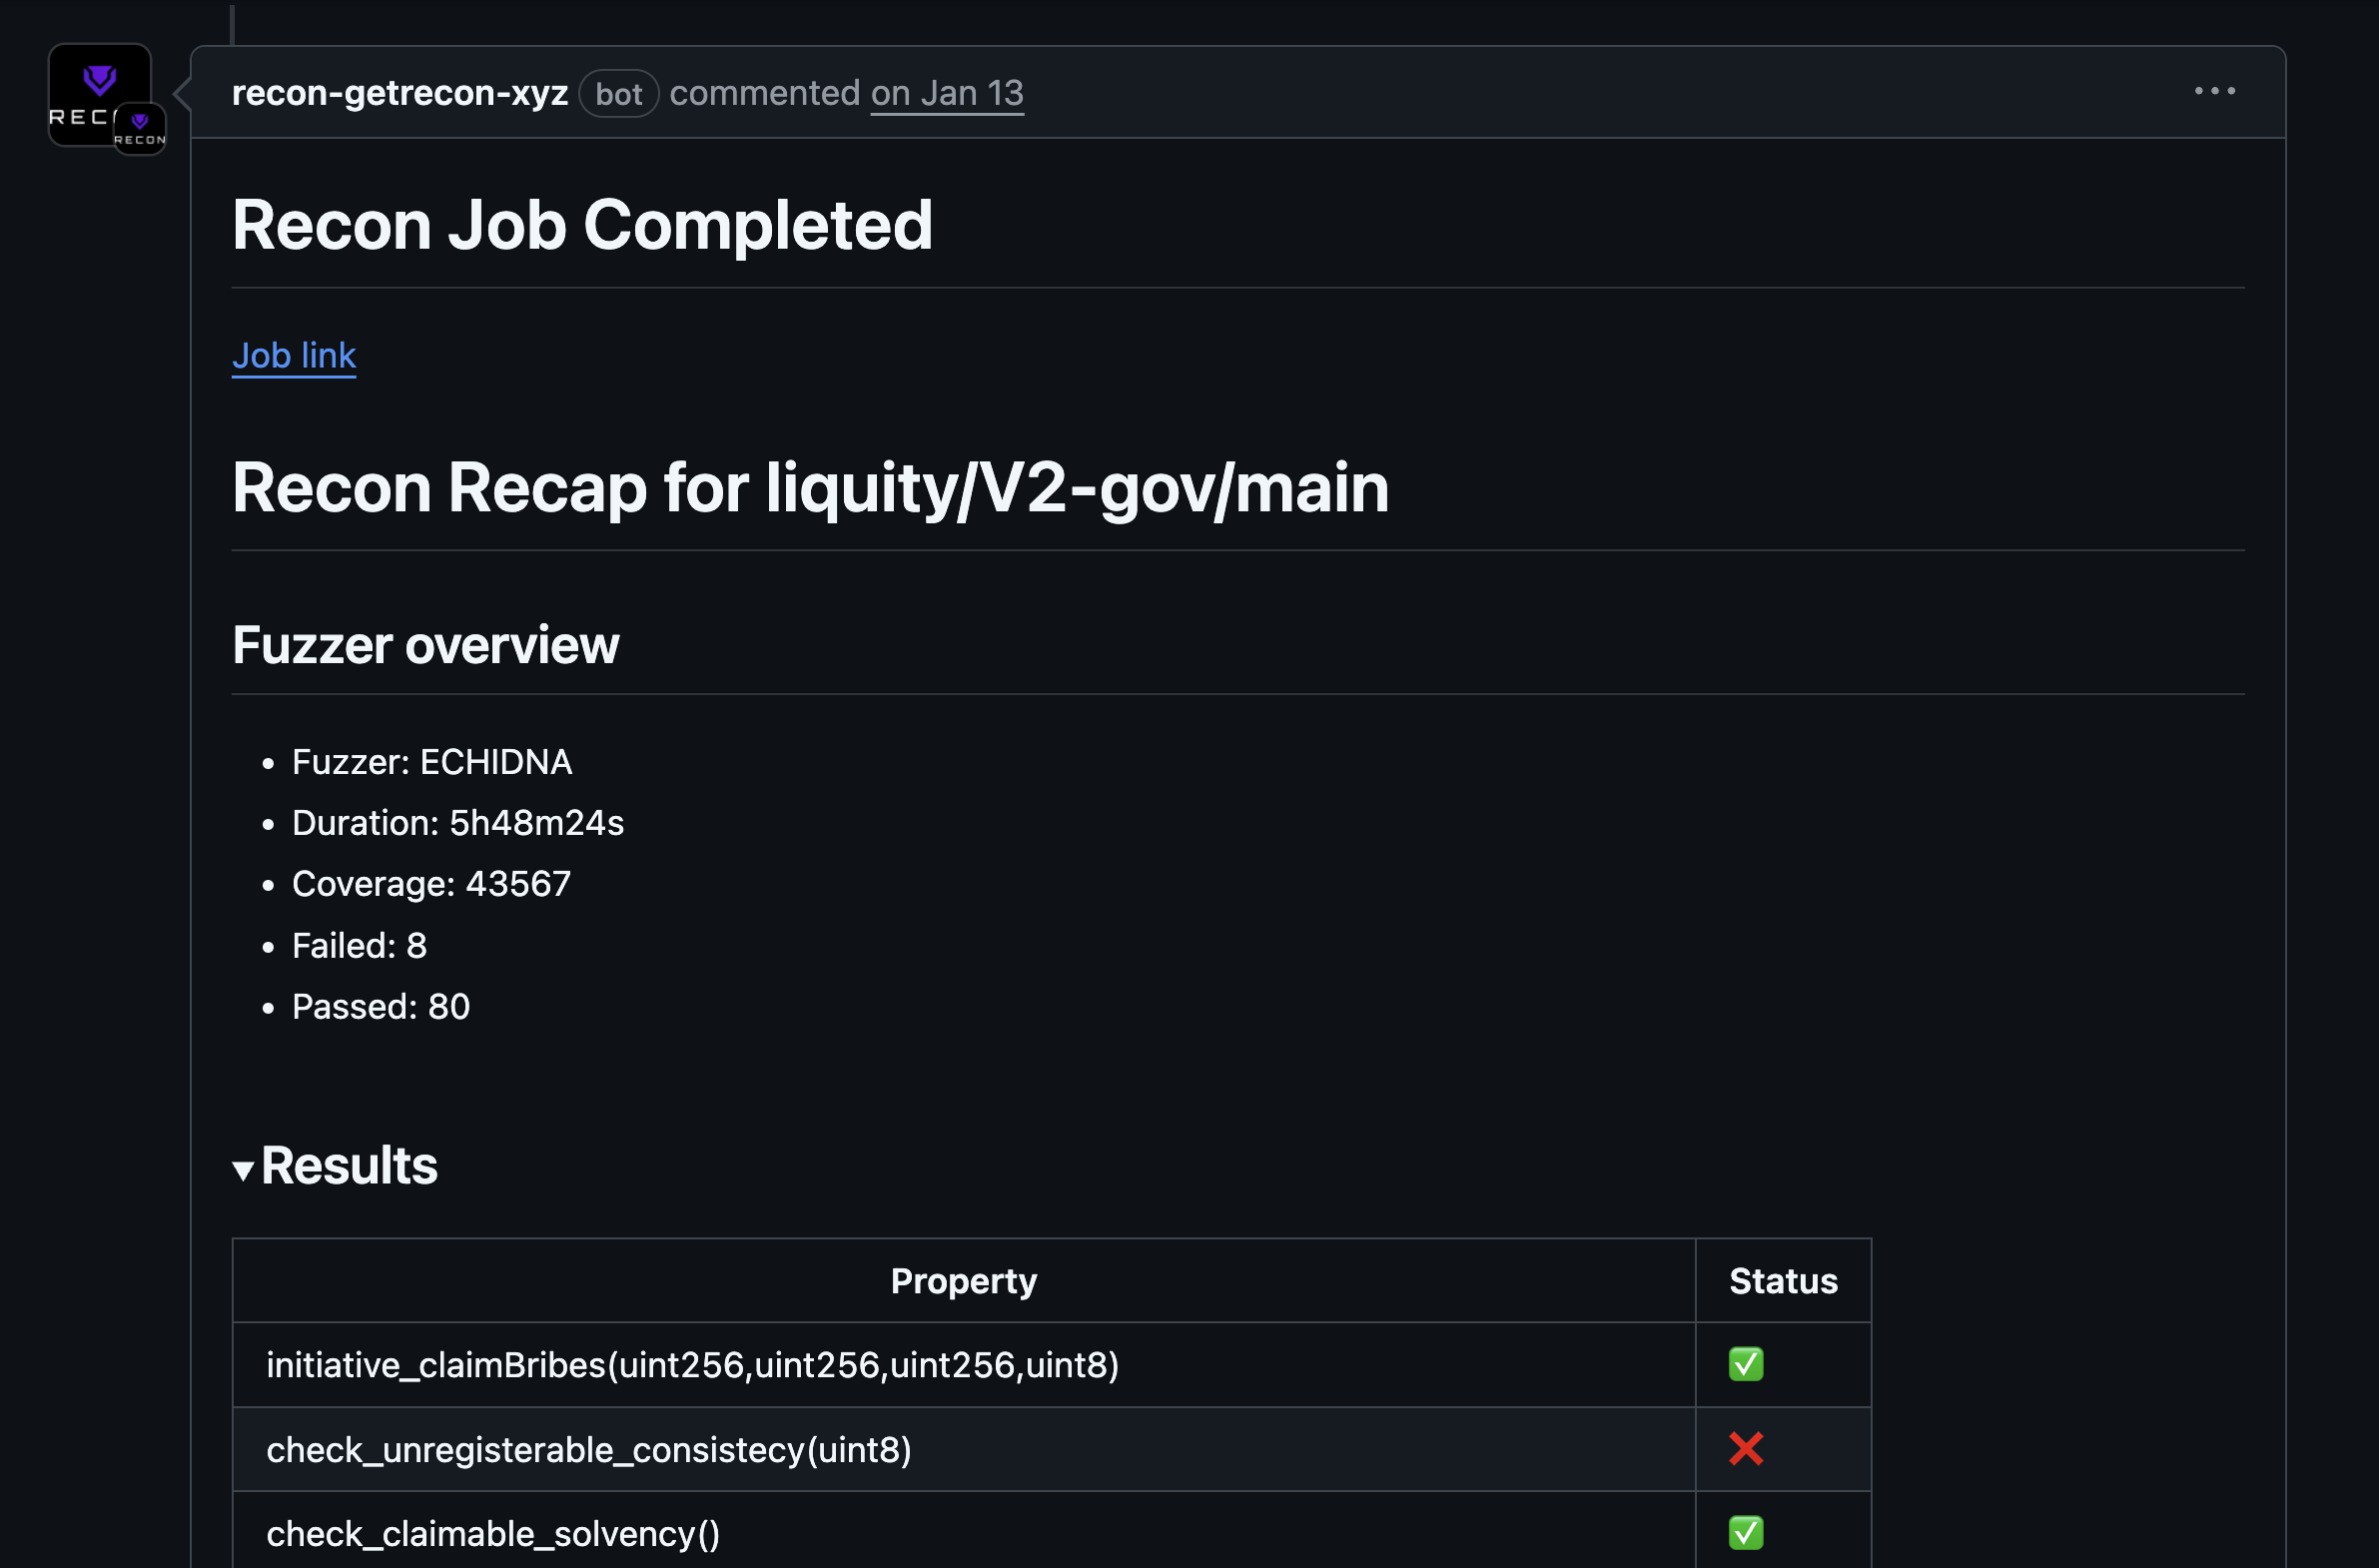 RECON
recon-getrecon-xyz bot commented on Jan 13
Recon Job Completed
Job link
Recon Recap for liquity/V2-gov/main
Fuzzer overview
• Fuzzer: ECHIDNA
• Duration: 5h48m24s
• Coverage: 43567
• Failed: 8
• Passed: 80
Results
Property Status
initiative_claimBribes(uint256,uint256,uint256,uint8) ✅
check_unregisterable_consistecy(uint8) ❌
check_claimable_solvency() ✅